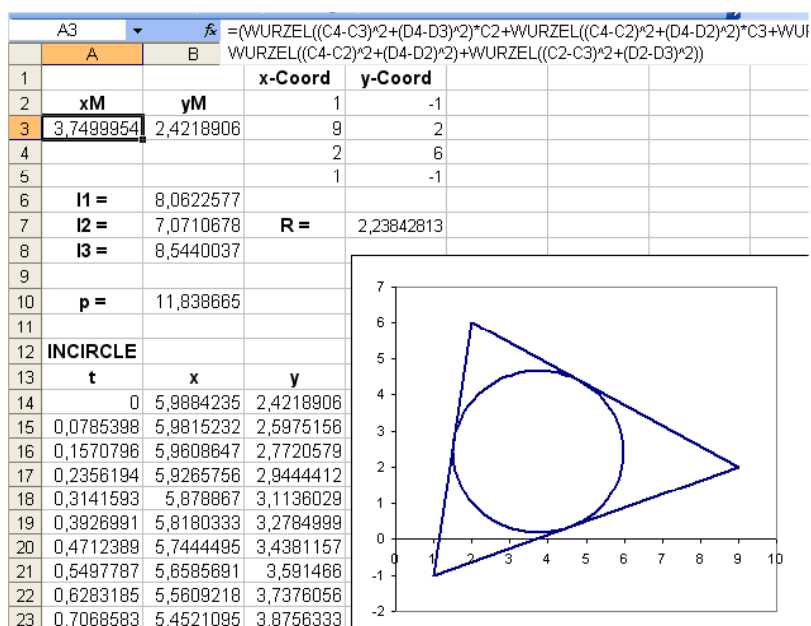 A3 fx =(WURZEL((C4-C3)^2+(D4-D3)^2)*C2+WURZEL((C4-C2)^2+(D4-D2)^2)*C3+WU
WURZEL((C4-C2)^2+(D4-D2)^2)+WURZEL((C2-C3)^2+(D2-D3)^2))
A B
1 x-Coord y-Coord
2 xM yM 1 -1
3 3,7499954 2,4218906 9 2
4 2 6
5 1 -1
6 l1 = 8,0622577
7 l2 = 7,0710678 R = 2,23842813
8 l3 = 8,5440037
9
10 p = 11,838665
11
12 INCIRCLE
13 t x y
14 0 5,9884235 2,4218906
15 0,0785398 5,9815232 2,5975156
16 0,1570796 5,9608647 2,7720579
17 0,2356194 5,9265756 2,9444412
18 0,3141593 5,878867 3,1136029
19 0,3926991 5,8180333 3,2784999
20 0,4712389 5,7444495 3,4381157
21 0,5497787 5,6585691 3,591466
22 0,6283185 5,5609218 3,7376056
23 0,7068583 5,4521095 3,8756333
7
6
5
4
3
2
1
0
-1
-2
0 1 2 3 4 5 6 7 8 9 10